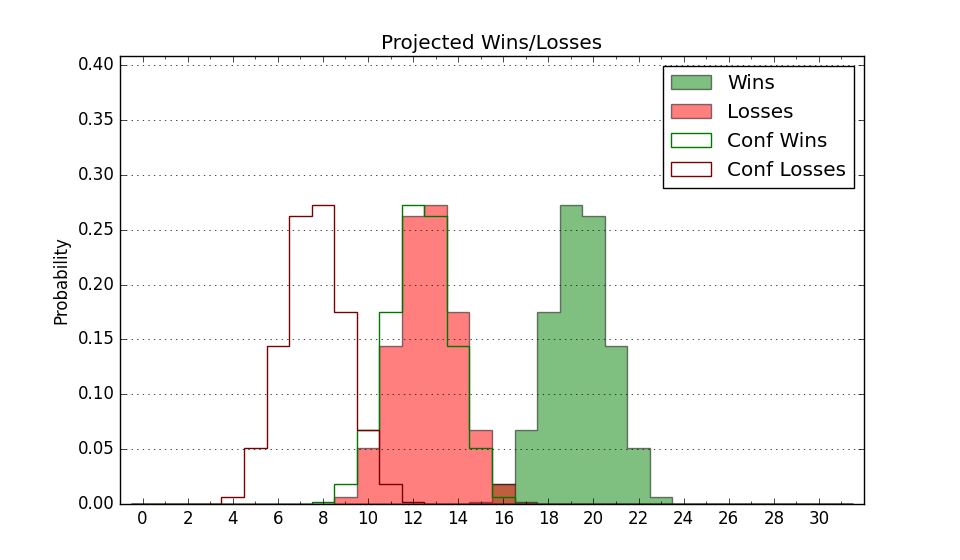 Projected Wins/Losses
0.40
0.35
0.30
0.25
0.20
0.15
0.10
0.05
0.00
Probability
Wins
Losses
Conf Wins
Conf Losses
0 2 4 6 8 10 12 14 16 18 20 22 24 26 28 30